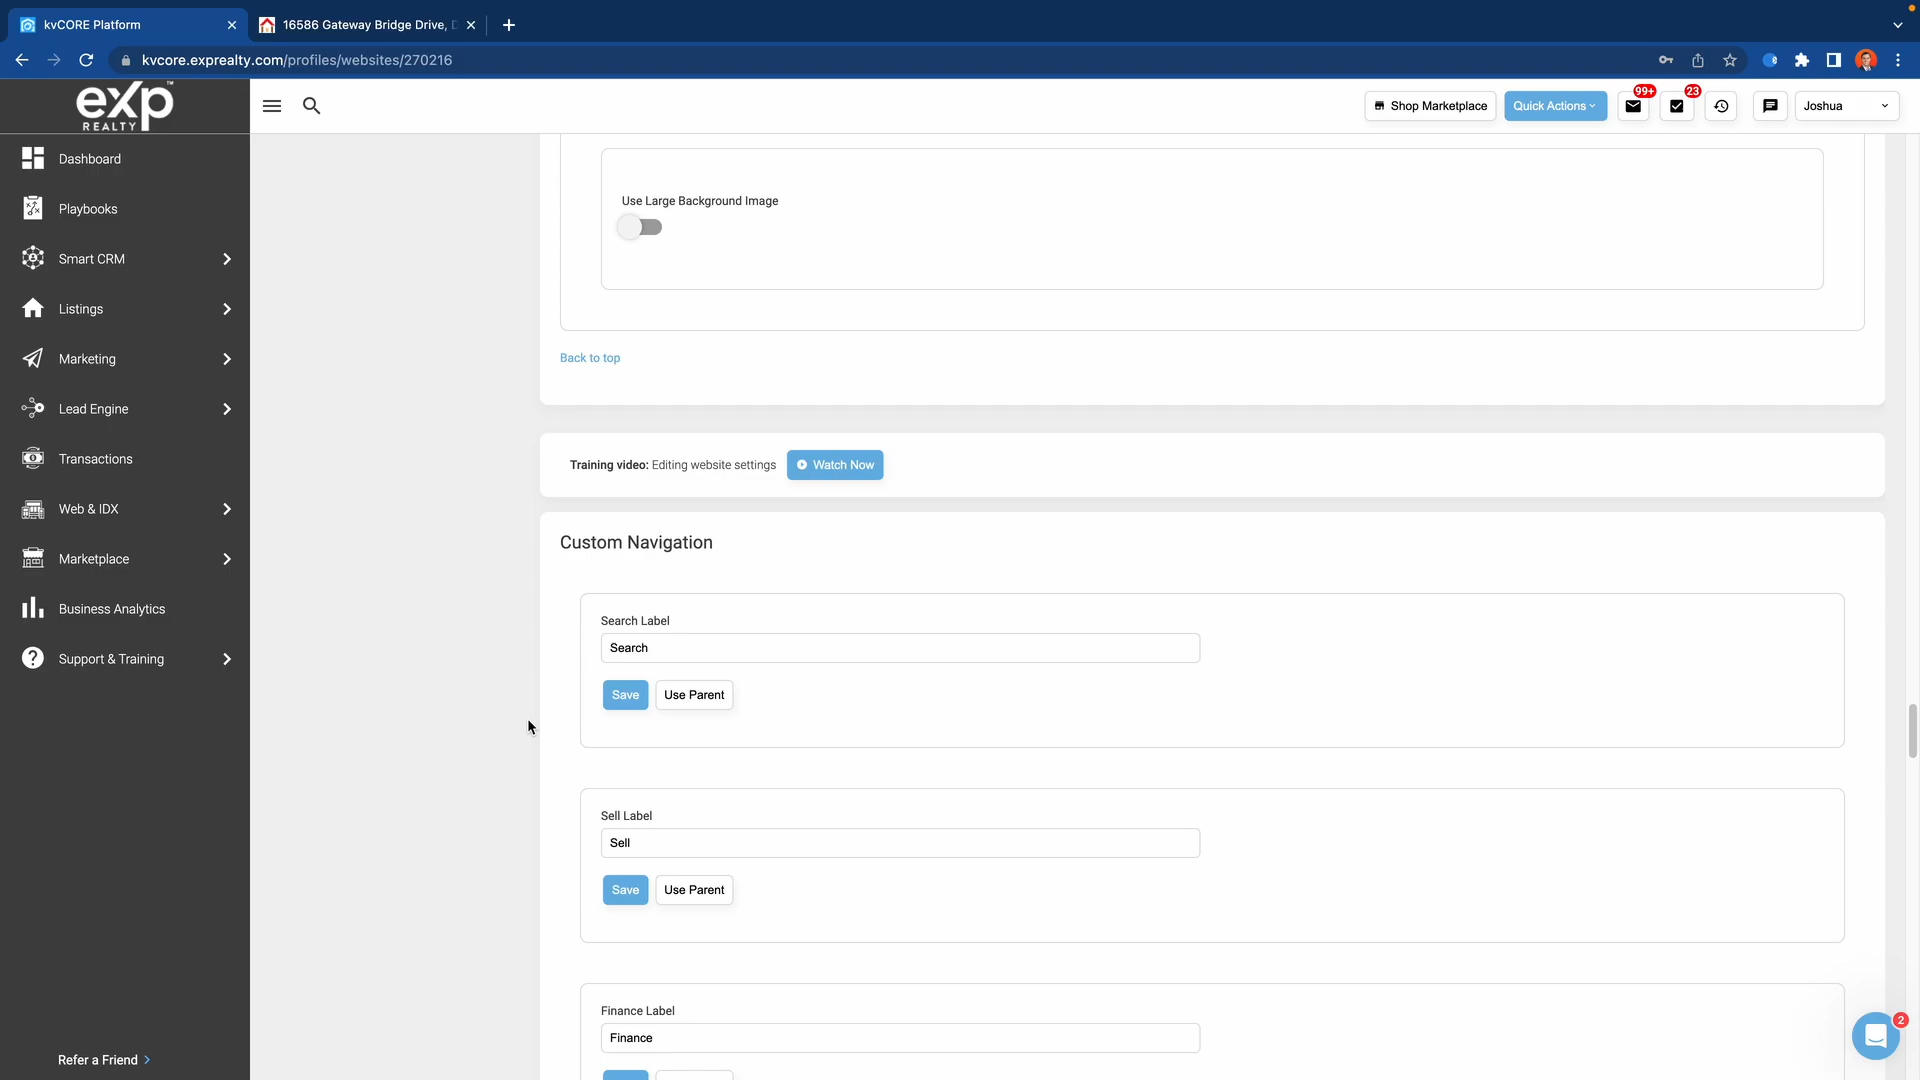 kvCORE Platform
16586 Gateway Bridge Drive,
kvcore.exprealty.com/profiles/websites/270216
exp
REALTY
TM
Shop Marketplace
Quick Actions
99+
23
Joshua
Dashboard
Playbooks
Smart CRM
Listings
Marketing
Lead Engine
Transactions
Web & IDX
Marketplace
Business Analytics
Support & Training
Refer a Friend
Use Large Background Image
Back to top
Training video: Editing website settings
Watch Now
Custom Navigation
Search Label
Search
Save
Use Parent
Sell Label
Sell
Save
Use Parent
Finance Label
Finance
2